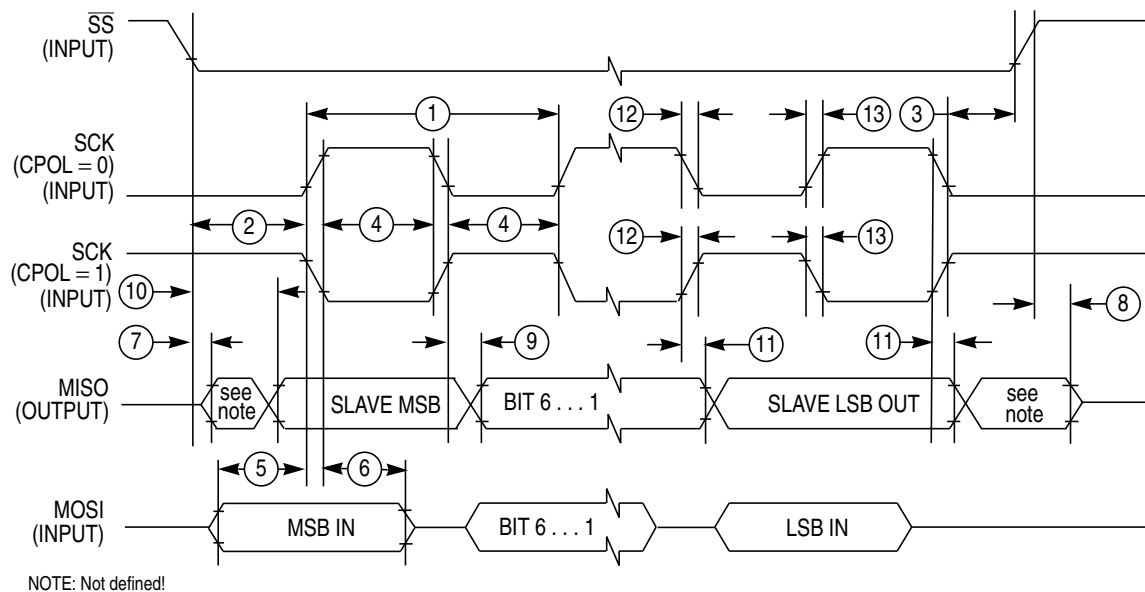 SS
(INPUT)
1
12
13
3
SCK
(CPOL = 0)
(INPUT)
2
4
4
12
13
SCK
(CPOL = 1)
(INPUT)
10
8
7
9
11
11
MISO
(OUTPUT)
see
note
SLAVE MSB
BIT 6 . . . 1
SLAVE LSB OUT
see
note
5
6
MOSI
(INPUT)
MSB IN
BIT 6 . . . 1
LSB IN
NOTE: Not defined!